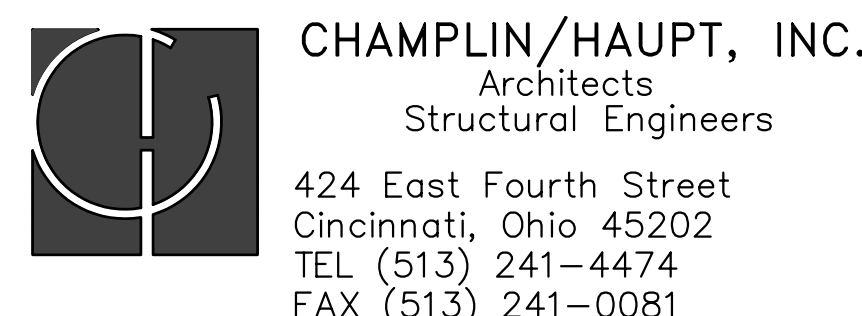 CHAMPLIN/HAUPT, INC.
Architects
Structural Engineers
424 East Fourth Street
Cincinnati, Ohio 45202
TEL (513) 241-4474
FAX (513) 241-0081